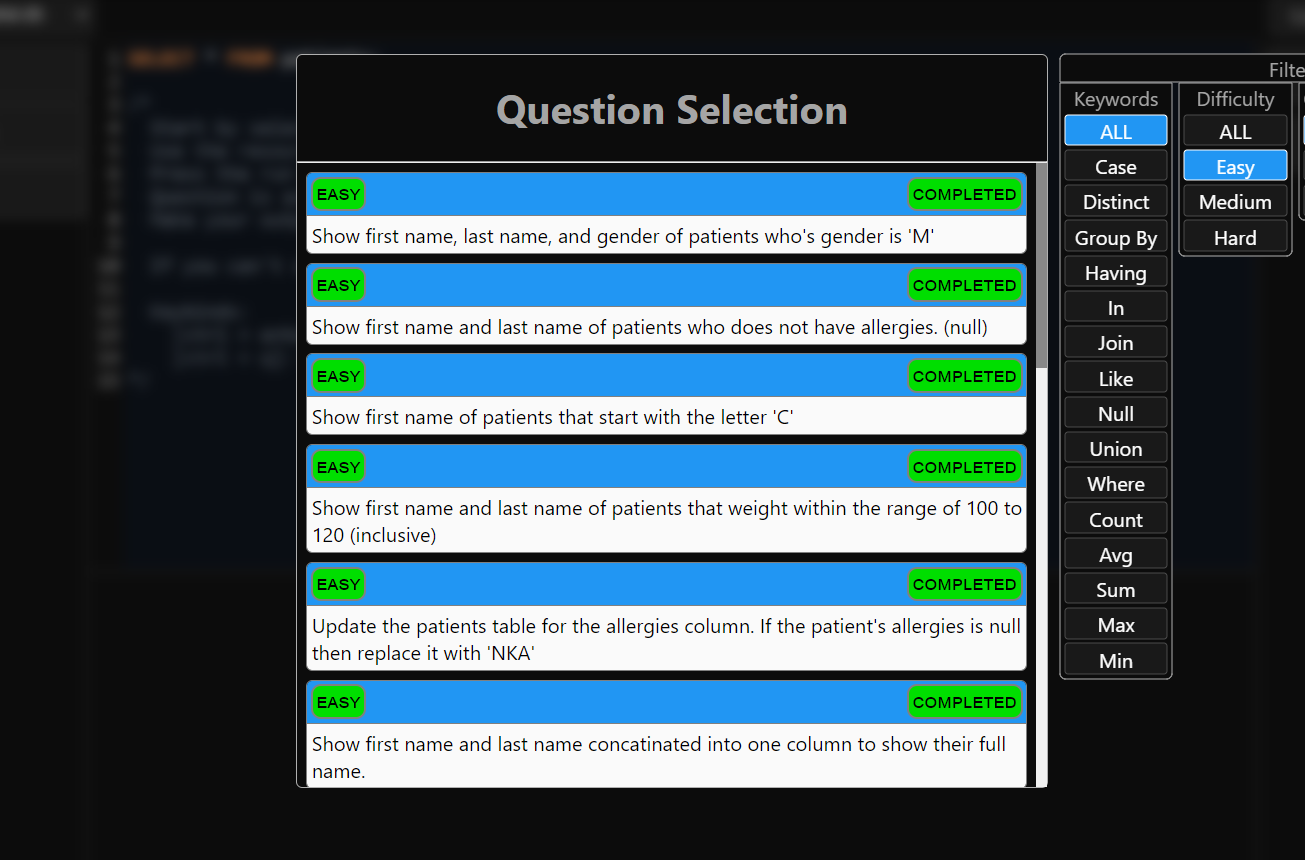 Question Selection
EASY COMPLETED
Show first name, last name, and gender of patients who's gender is 'M'
EASY COMPLETED
Show first name and last name of patients who does not have allergies. (null)
EASY COMPLETED
Show first name of patients that start with the letter 'C'
EASY COMPLETED
Show first name and last name of patients that weight within the range of 100 to
120 (inclusive)
EASY COMPLETED
Update the patients table for the allergies column. If the patient's allergies is null
then replace it with 'NKA'
EASY COMPLETED
Show first name and last name concatinated into one column to show their full
name.
Filte
Keywords
ALL
Case
Distinct
Group By
Having
In
Join
Like
Null
Union
Where
Count
Avg
Sum
Max
Min
Difficulty
ALL
Easy
Medium
Hard